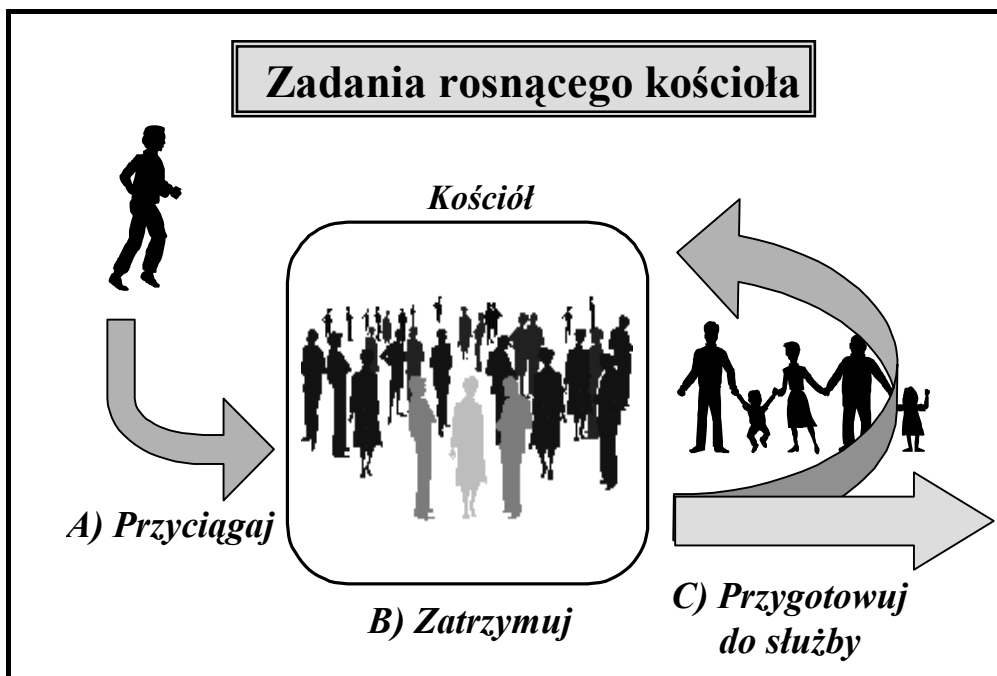 Zadania rosnącego kościoła
Kościół
A) Przyciągaj
B) Zatrzymuj
C) Przygotowuj
do służby